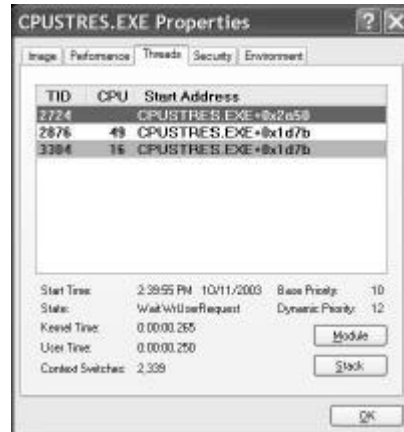 CPUSTRES.EXE Properties
Image Performance Threads Security Environment
TID CPU Start Address
2724 CPUSTRES.EXE+0x2a50
2876 49 CPUSTRES.EXE+0x1d7b
3304 16 CPUSTRES.EXE+0x1d7b
Start Time: 2:39:55 PM 10/11/2003 Base Priority: 10
State: Wait:WrUserRequest Dynamic Priority: 12
Kernel Time: 0:00:00.265
Module
User Time: 0:00:00.250
Context Switches: 2,339
Stack
OK